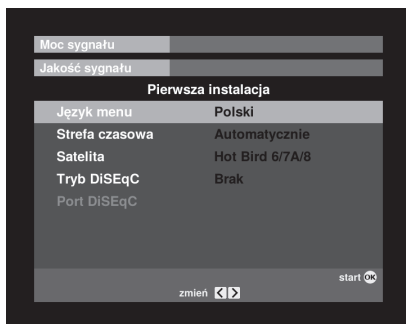 Moc sygnału
Jakość sygnału
Pierwsza instalacja
Język menu Polski
Strefa czasowa Automatycznie
Satelita Hot Bird 6/7A/8
Tryb DiSEqC Brak
Port DiSEqC
start OK
zmień < >